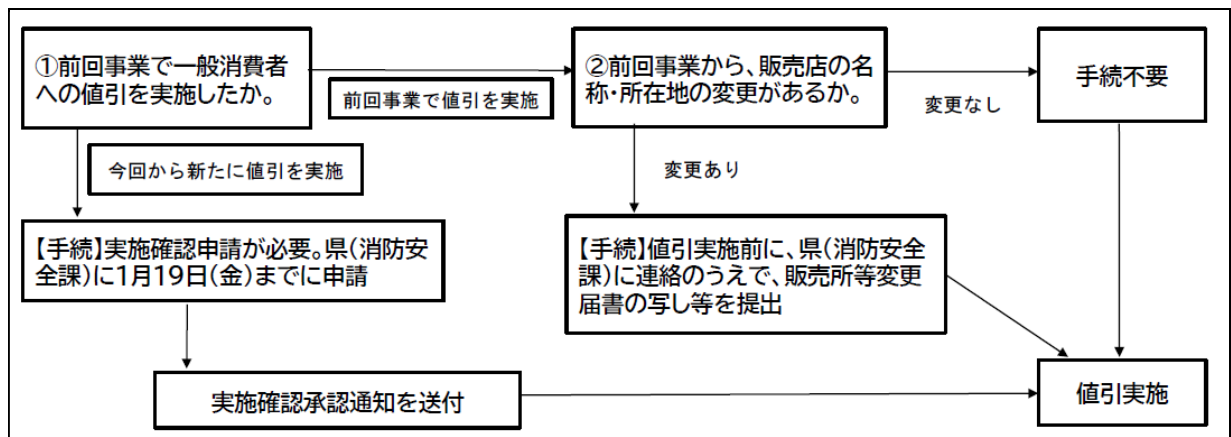 ①前回事業で一般消費者
への値引を実施したか。
前回事業で値引を実施
②前回事業から、販売店の名
称・所在地の変更があるか。
変更なし
手続不要
今回から新たに値引を実施
変更あり
【手続】実施確認申請が必要。県(消防安
全課)に1月19日(金)までに申請
【手続】値引実施前に、県(消防安全
課)に連絡のうえで、販売所等変更
届書の写し等を提出
実施確認承認通知を送付
値引実施